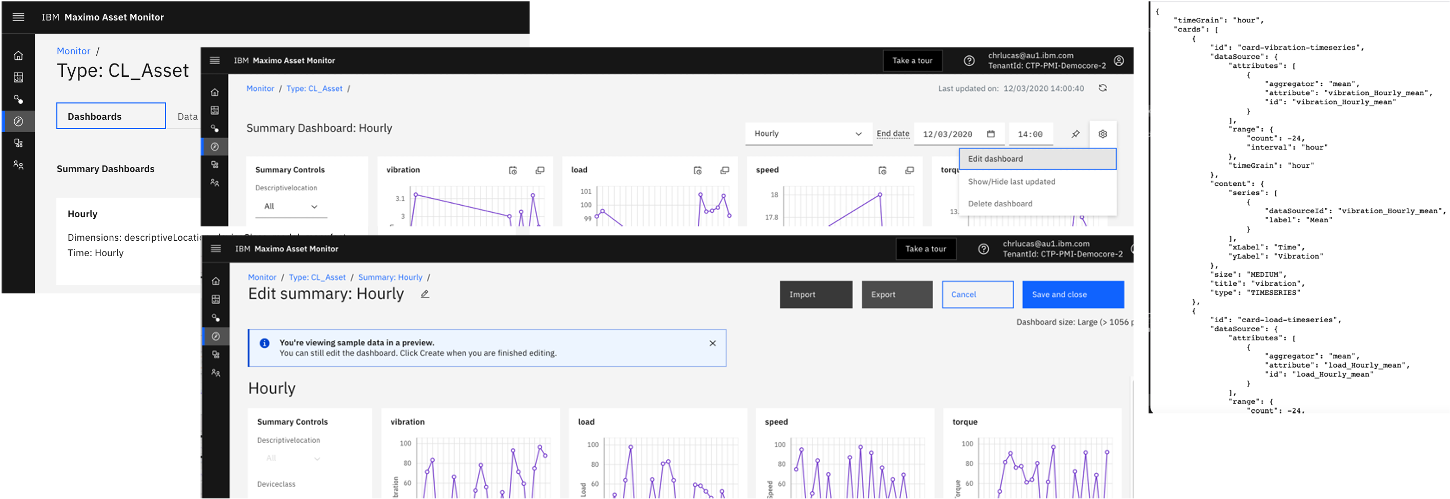 IBM Maximo Asset Monitor
Monitor /
Type: CL_Asset
Dashboards
Data
Summary Dashboards
Hourly
Dimensions: descriptiveLocation
Time: Hourly
IBM Maximo Asset Monitor
Take a tour
chrlucas@au1.ibm.com
TenantId: CTP-PMI-Democore-2
Monitor / Type: CL_Asset /
Last updated on: 12/03/2020 14:00:40
Summary Dashboard: Hourly
Hourly
End date
12/03/2020
14:00
Edit dashboard
Show/Hide last updated
Delete dashboard
Summary Controls
Descriptivelocation
All
vibration
3.1
3
load
101
100
99
speed
18
17.8
torq
13.
IBM Maximo Asset Monitor
Take a tour
chrlucas@au1.ibm.com
TenantId: CTP-PMI-Democore-2
Monitor / Type: CL_Asset / Summary: Hourly /
Edit summary: Hourly
Import
Export
Cancel
Save and close
Dashboard size: Large (> 1056 p
You're viewing sample data in a preview.
You can still edit the dashboard. Click Create when you are finished editing.
Hourly
Summary Controls
Descriptivelocation
All
Deviceclass
vibration
100
80
60
ibration
load
100
80
60
Load
speed
100
80
60
Speed
torque
100
80
60
Torque
{
"timeGrain": "hour",
"cards": [
{
"id": "card-vibration-timeseries",
"dataSource": {
"attributes": [
{
"aggregator": "mean",
"attribute": "vibration_Hourly_mean",
"id": "vibration_Hourly_mean"
}
],
"range": {
"count": -24,
"interval": "hour"
},
"timeGrain": "hour"
},
"content": {
"series": [
{
"dataSourceId": "vibration_Hourly_mean",
"label": "Mean"
}
],
"xLabel": "Time",
"yLabel": "Vibration"
},
"size": "MEDIUM",
"title": "vibration",
"type": "TIMESERIES"
},
{
"id": "card-load-timeseries",
"dataSource": {
"attributes": [
{
"aggregator": "mean",
"attribute": "load_Hourly_mean",
"id": "load_Hourly_mean"
}
],
"range": {
"count": -24,